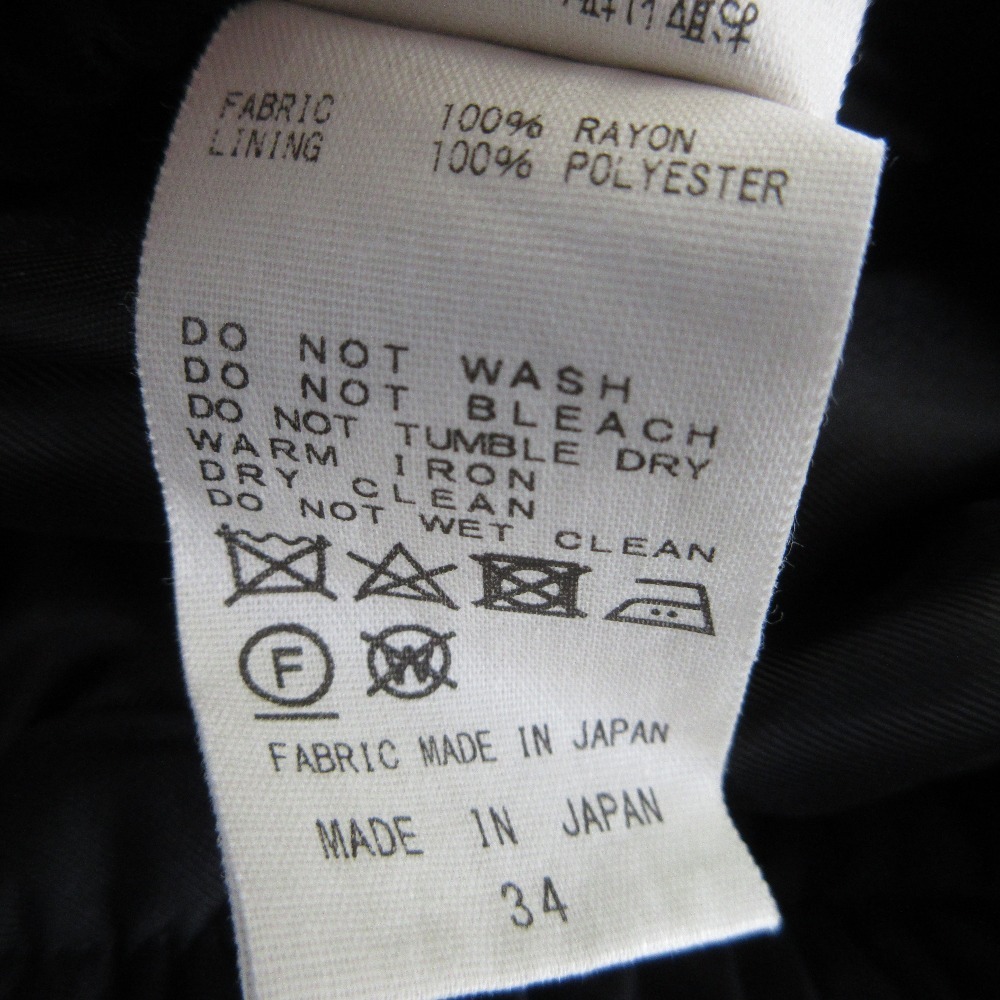 FABRIC 100% RAYON
LINING 100% POLYESTER
DO NOT WASH
DO NOT BLEACH
DO NOT TUMBLE DRY
WARM IRON
DRY CLEAN
DO NOT WET CLEAN
F W
FABRIC MADE IN JAPAN
MADE IN JAPAN
34